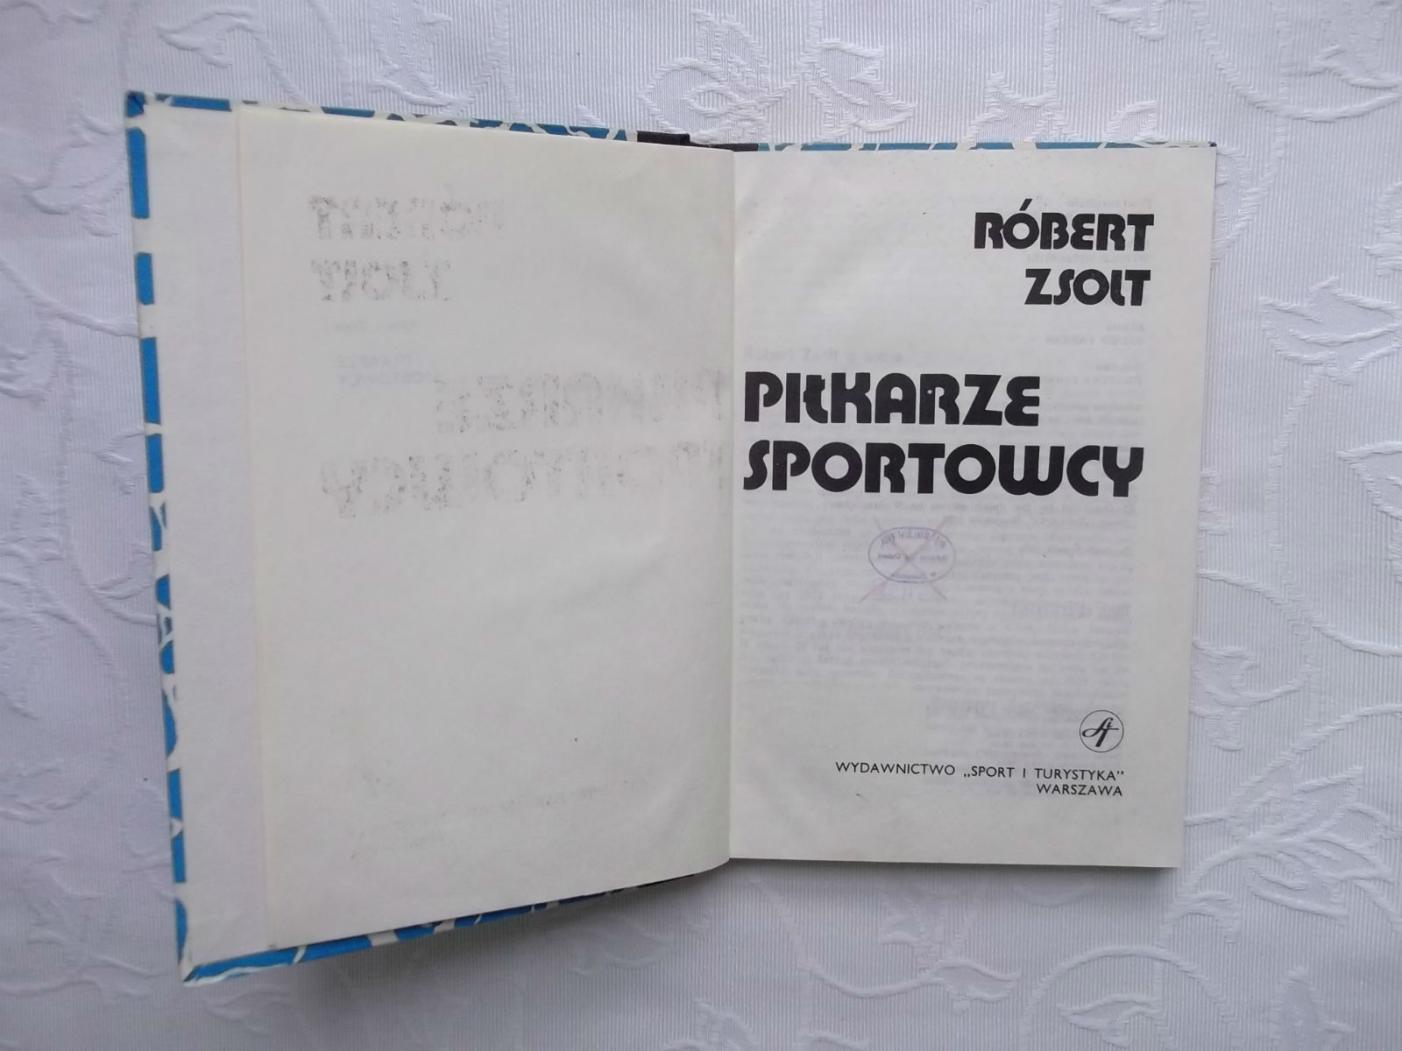 RÓBERT
ZSOLT
PIŁKARZE
SPORTOWCY
WYDAWNICTWO „SPORT I TURYSTYKA”
WARSZAWA